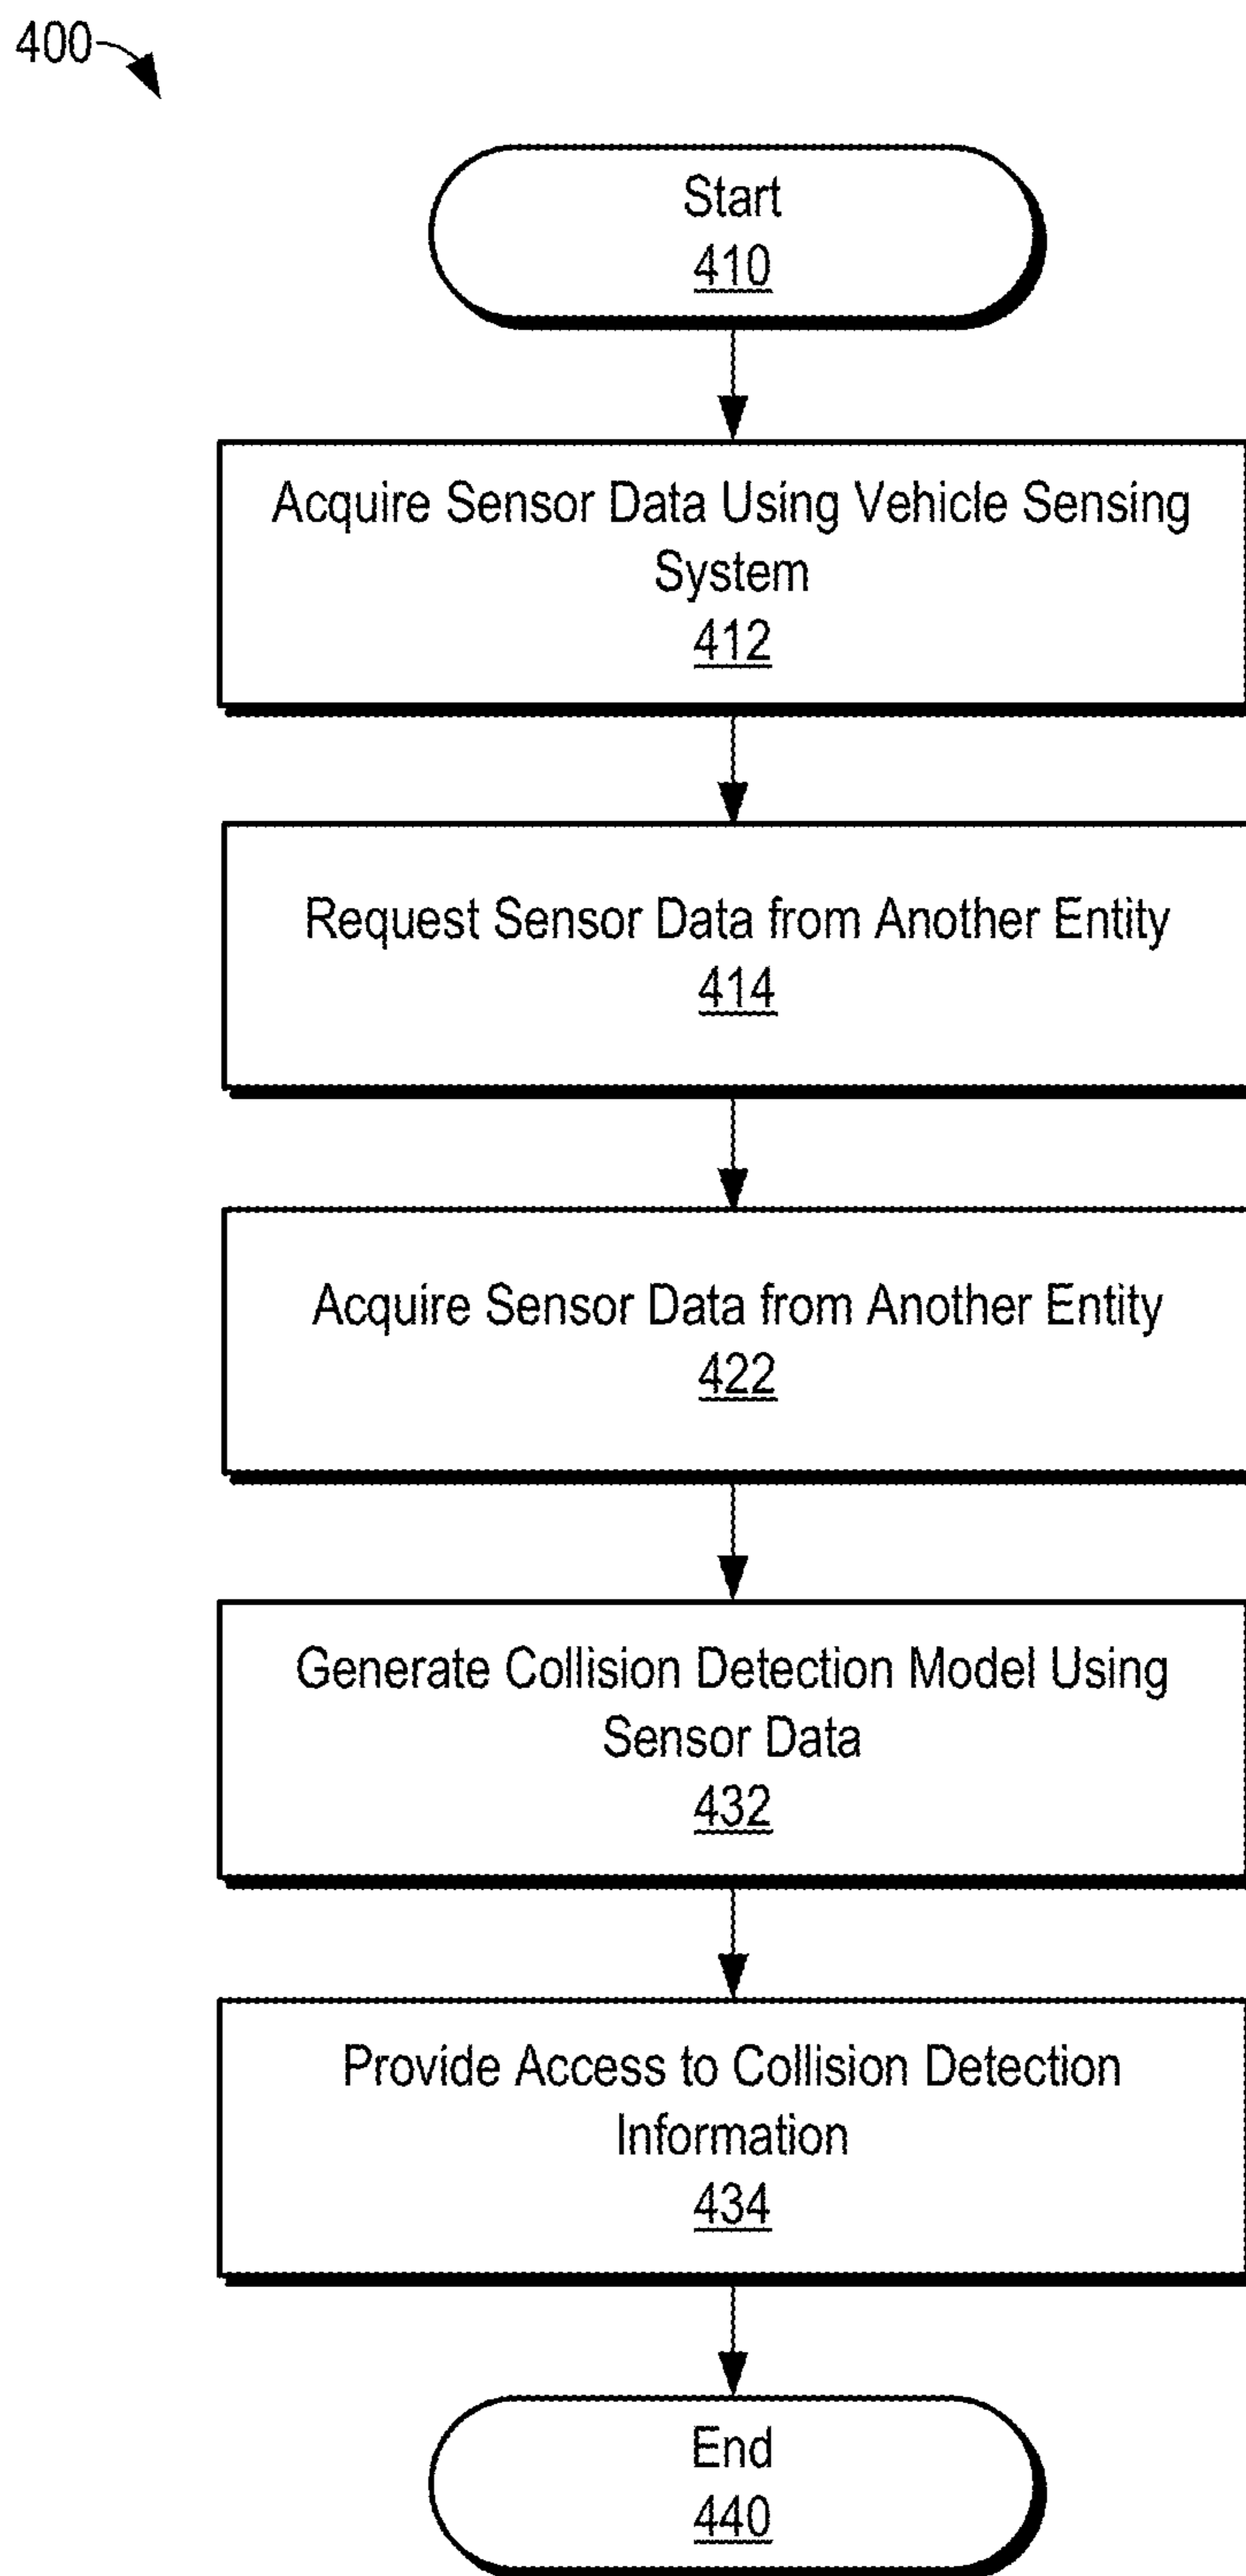 400
Start
410
Acquire Sensor Data Using Vehicle Sensing
System
412
Request Sensor Data from Another Entity
414
Acquire Sensor Data from Another Entity
422
Generate Collision Detection Model Using
Sensor Data
432
Provide Access to Collision Detection
Information
434
End
440